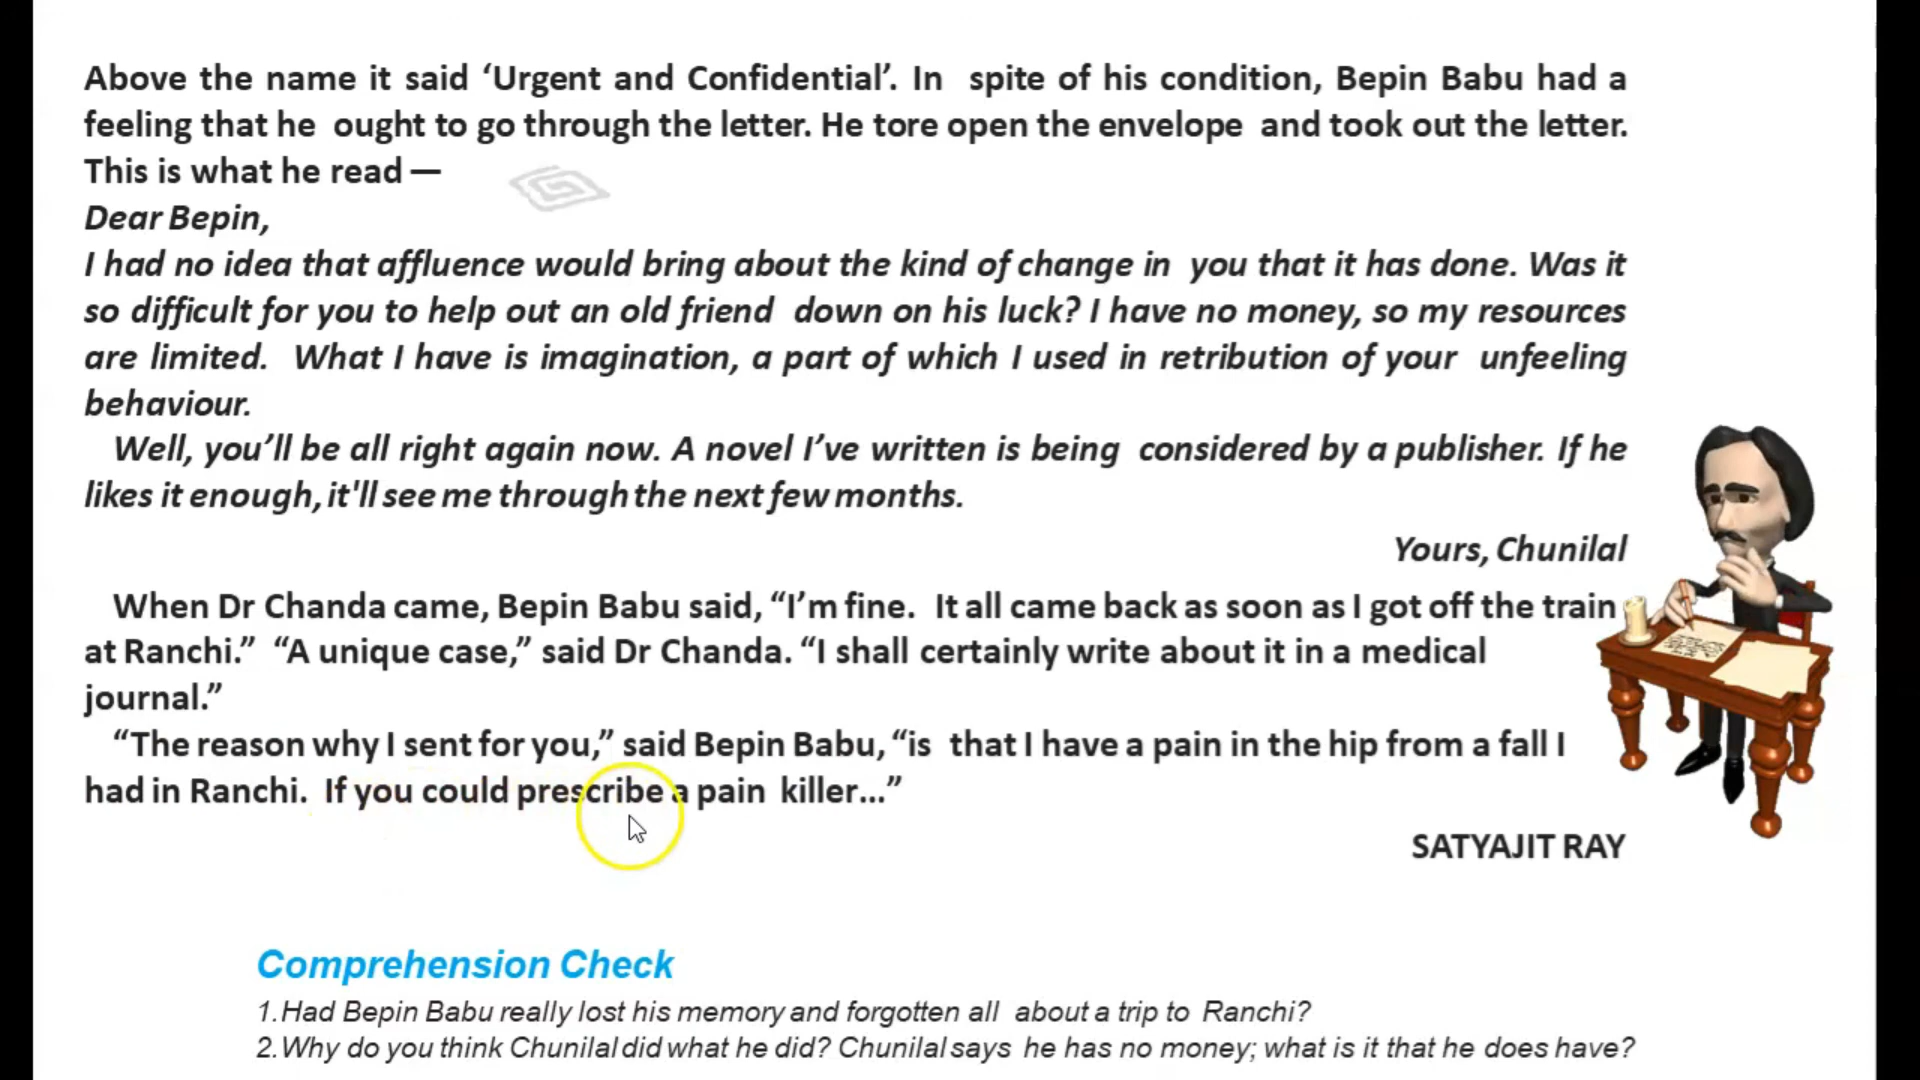 Above the name it said ‘Urgent and Confidential’. In spite of his condition, Bepin Babu had a
feeling that he ought to go through the letter. He tore open the envelope and took out the letter.
This is what he read —
Dear Bepin,
I had no idea that affluence would bring about the kind of change in you that it has done. Was it
so difficult for you to help out an old friend down on his luck? I have no money, so my resources
are limited. What I have is imagination, a part of which I used in retribution of your unfeeling
behaviour.
Well, you’ll be all right again now. A novel I’ve written is being considered by a publisher. If he
likes it enough, it'll see me through the next few months.
Yours, Chunilal
When Dr Chanda came, Bepin Babu said, “I’m fine. It all came back as soon as I got off the train
at Ranchi.” “A unique case,” said Dr Chanda. “I shall certainly write about it in a medical
journal.”
“The reason why I sent for you,” said Bepin Babu, “is that I have a pain in the hip from a fall I
had in Ranchi. If you could prescribe a pain killer...”
SATYAJIT RAY
Comprehension Check
1.Had Bepin Babu really lost his memory and forgotten all about a trip to Ranchi?
2.Why do you think Chunilal did what he did? Chunilal says he has no money; what is it that he does have?